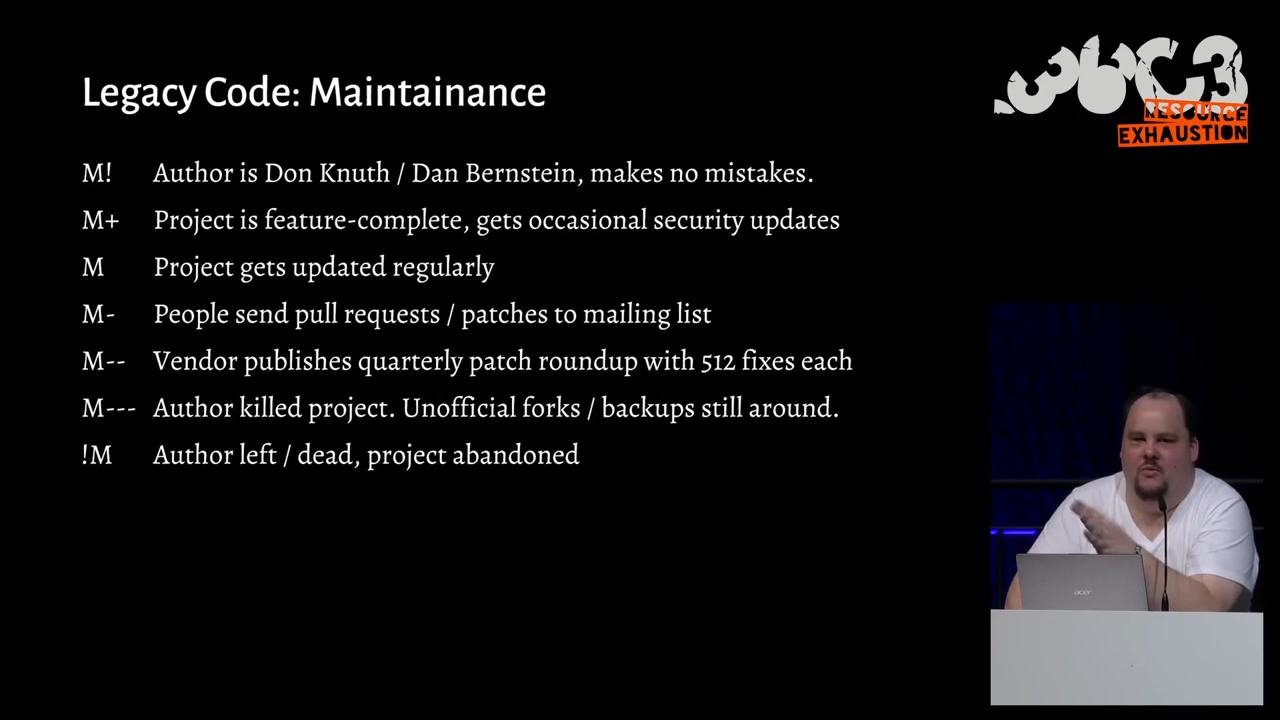 Legacy Code: Maintainance
M! Author is Don Knuth / Dan Bernstein, makes no mistakes.
M+ Project is feature-complete, gets occasional security updates
M Project gets updated regularly
M- People send pull requests / patches to mailing list
M-- Vendor publishes quarterly patch roundup with 512 fixes each
M--- Author killed project. Unofficial forks / backups still around.
!M Author left / dead, project abandoned
36C3
RESOURCE
EXHAUSTION
acer